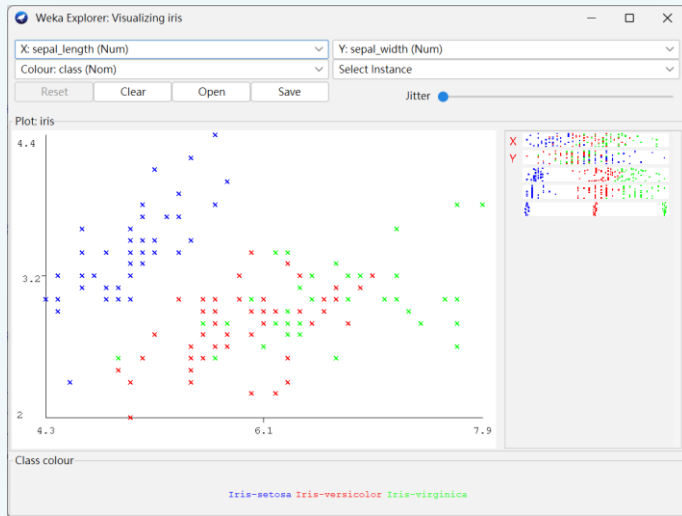 Weka Explorer: Visualizing iris
X: sepal_length (Num) Y: sepal_width (Num)
Colour: class (Nom) Select Instance
Reset Clear Open Save Jitter
Plot: iris
4.4
3.2
2
4.3 6.1 7.9
X
Y
Class colour
Iris-setosa Iris-versicolor Iris-virginica